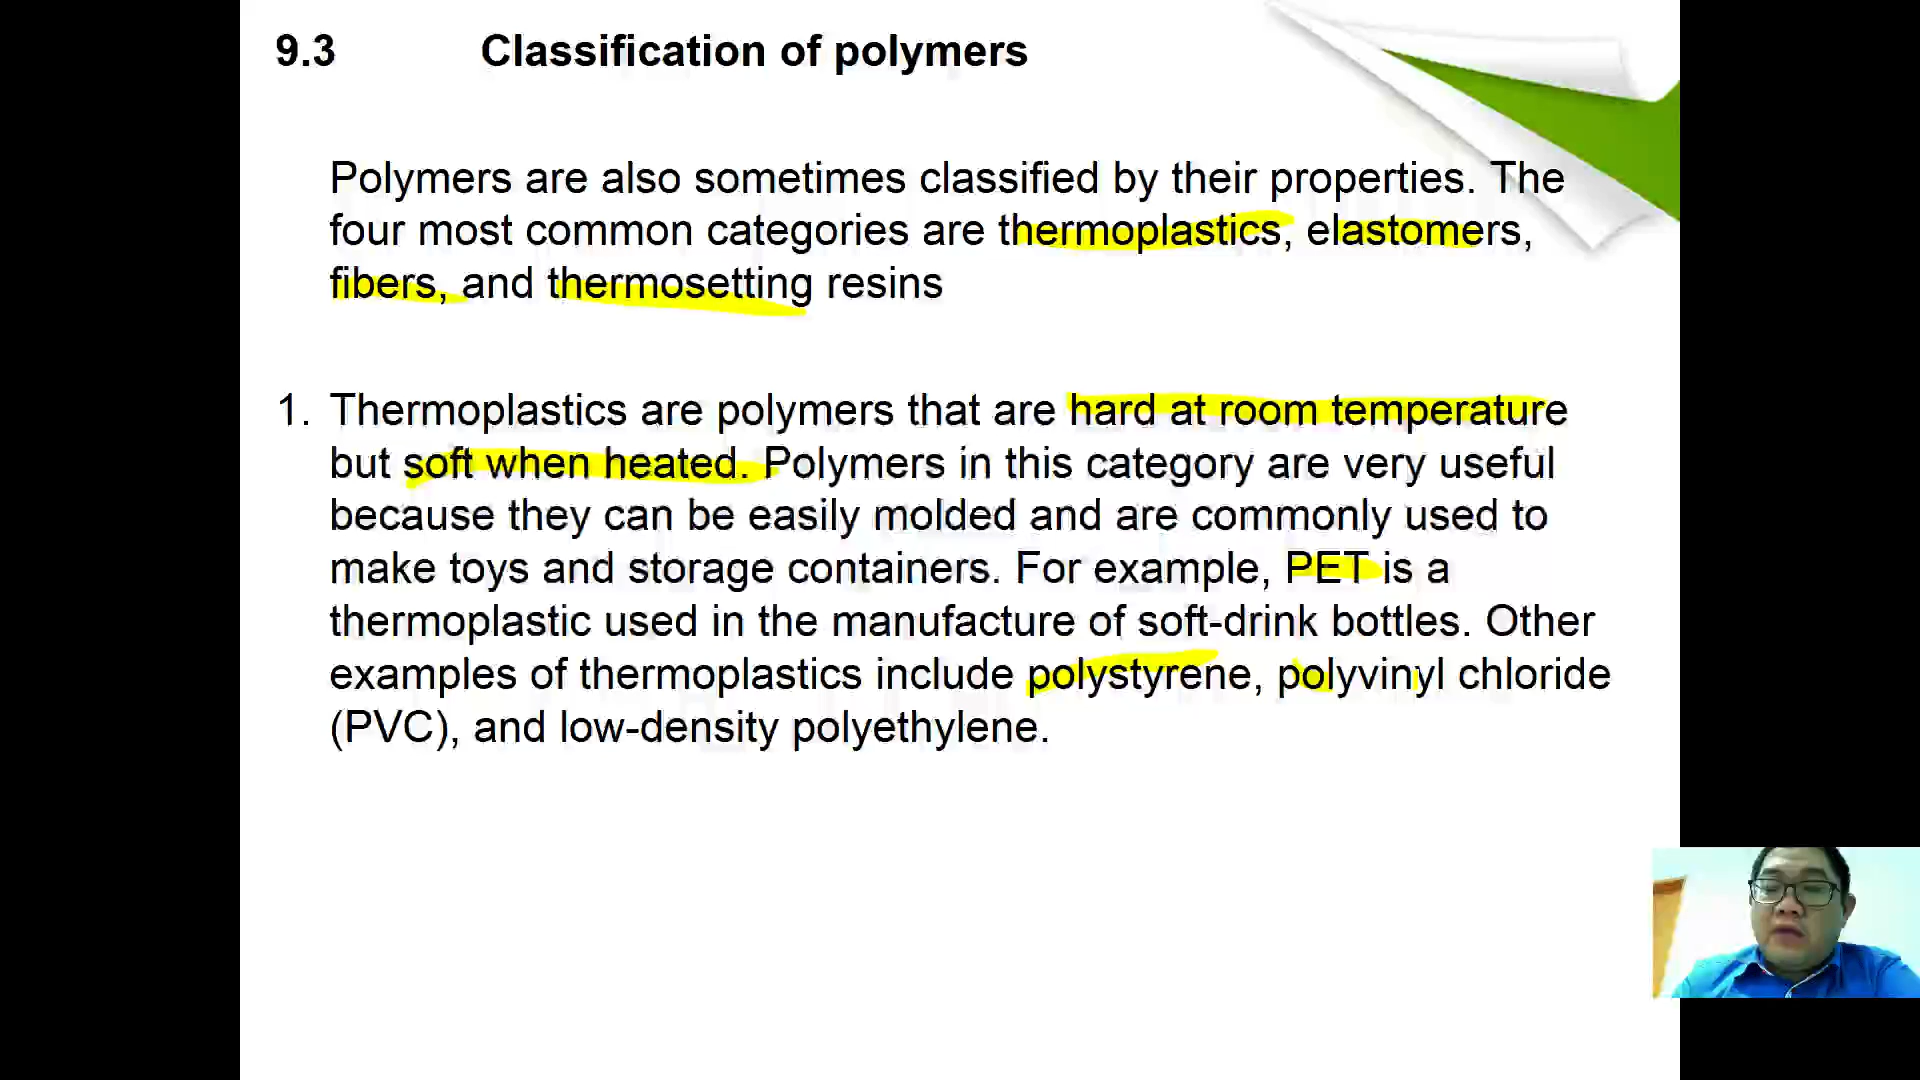 9.3 Classification of polymers
Polymers are also sometimes classified by their properties. The
four most common categories are thermoplastics, elastomers,
fibers, and thermosetting resins
1. Thermoplastics are polymers that are hard at room temperature
but soft when heated. Polymers in this category are very useful
because they can be easily molded and are commonly used to
make toys and storage containers. For example, PET is a
thermoplastic used in the manufacture of soft-drink bottles. Other
examples of thermoplastics include polystyrene, polyvinyl chloride
(PVC), and low-density polyethylene.